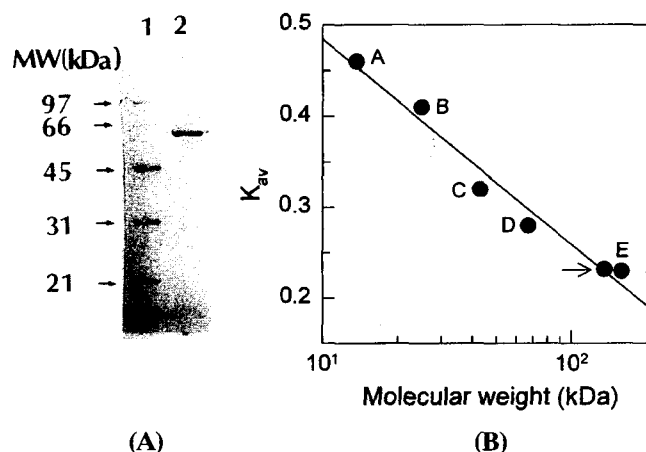 1 2
MW(kDa)
97
66
45
31
21
(A)
0.5
0.4
0.3
0.2
K_av
A
B
C
D
E
10¹ 10²
Molecular weight (kDa)
(B)